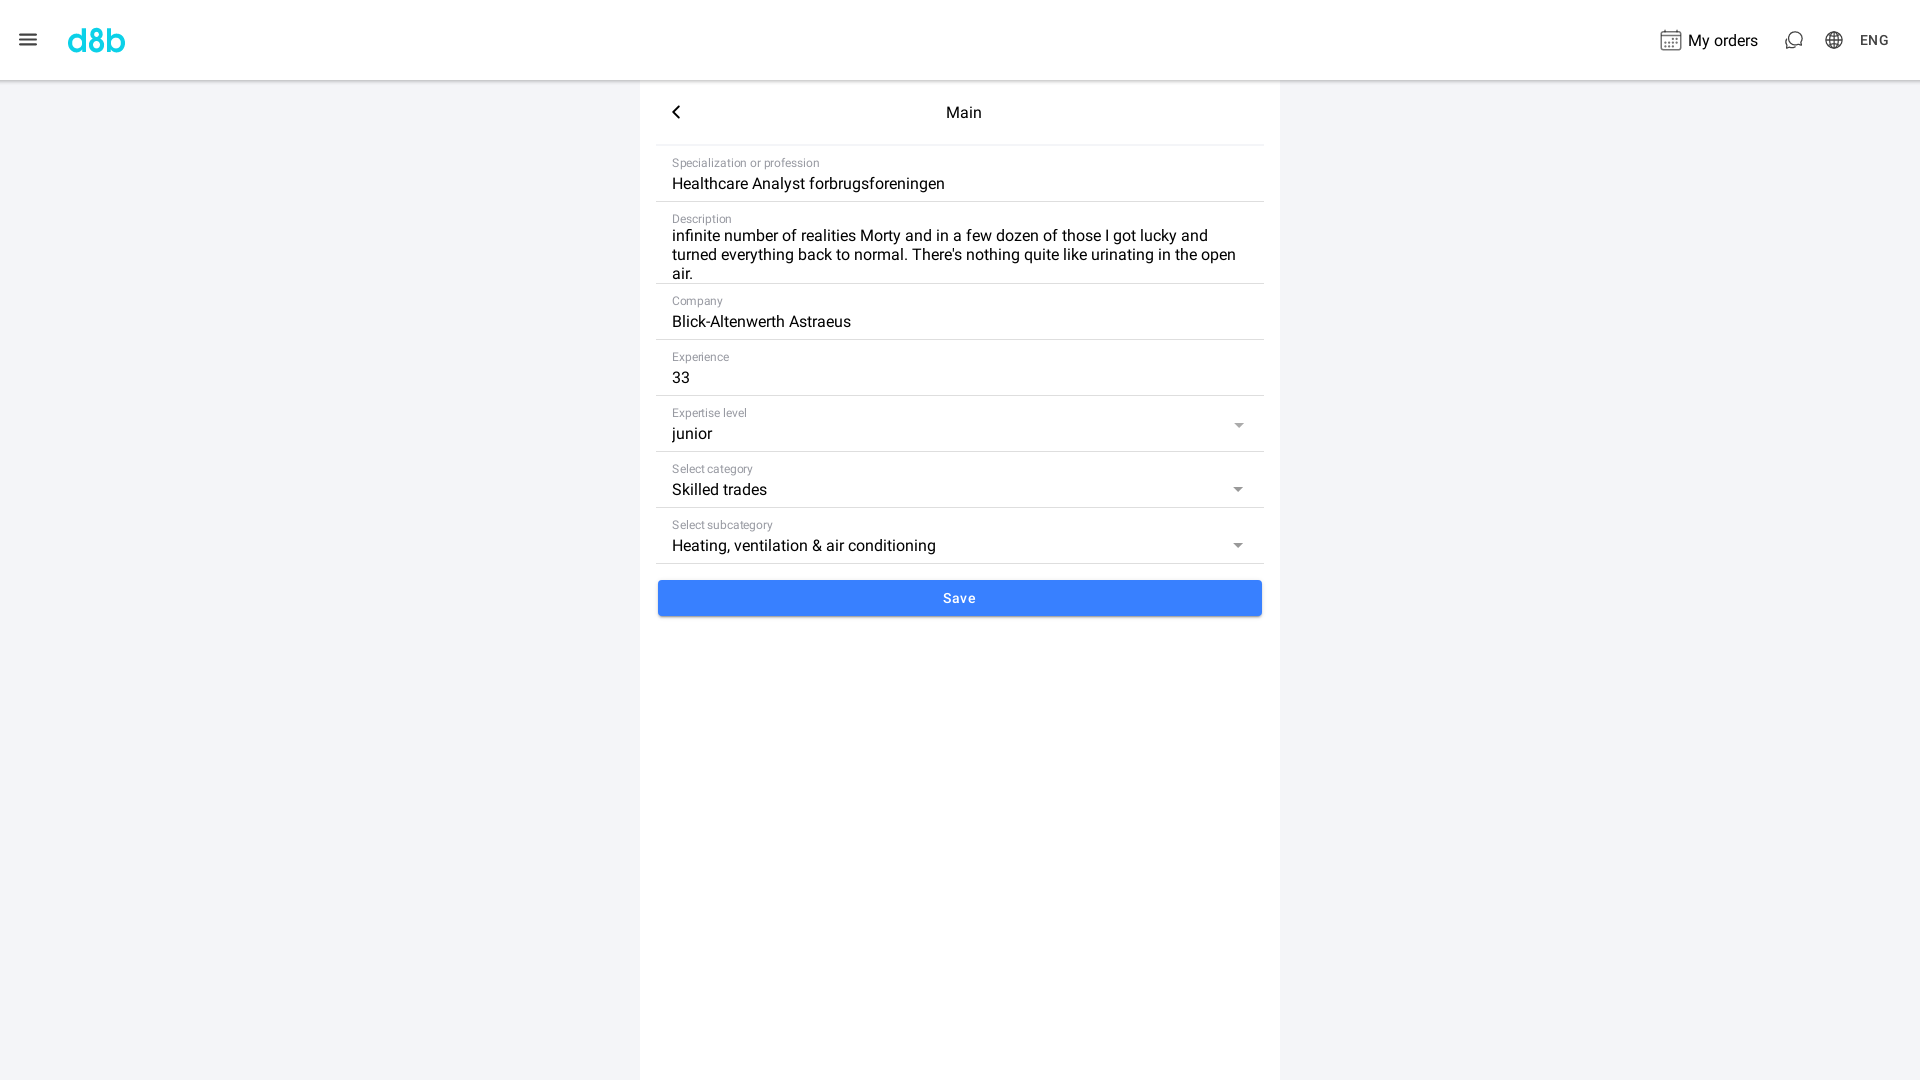 d8b
My orders
ENG
Main
Specialization or profession
Healthcare Analyst forbrugsforeningen
Description
infinite number of realities Morty and in a few dozen of those I got lucky and
turned everything back to normal. There's nothing quite like urinating in the open
air.
Company
Blick-Altenwerth Astraeus
Experience
33
Expertise level
junior
Select category
Skilled trades
Select subcategory
Heating, ventilation & air conditioning
Save